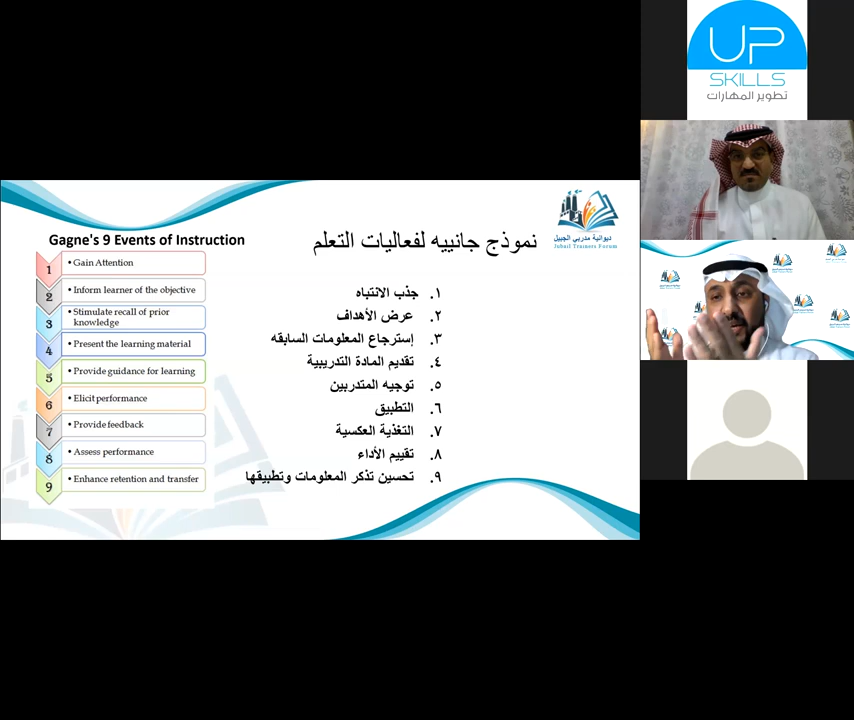 UP
SKILLS
تطوير المهارات
ديوانية مدربي الجبيل
Jubail Trainers Forum
نموذج جانييه لفعاليات التعلم
Gagne's 9 Events of Instruction
1 • Gain Attention
2 • Inform learner of the objective
3 • Stimulate recall of prior
knowledge
4 • Present the learning material
5 • Provide guidance for learning
6 • Elicit performance
7 • Provide feedback
8 • Assess performance
9 • Enhance retention and transfer
١. جذب الانتباه
٢. عرض الأهداف
٣. إسترجاع المعلومات السابقه
٤. تقديم المادة التدريبية
٥. توجيه المتدربين
٦. التطبيق
٧. التغذية العكسية
٨. تقييم الأداء
٩. تحسين تذكر المعلومات وتطبيقها